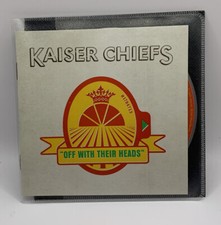 KAISER CHIEFS
"OFF WITH THEIR HEADS"